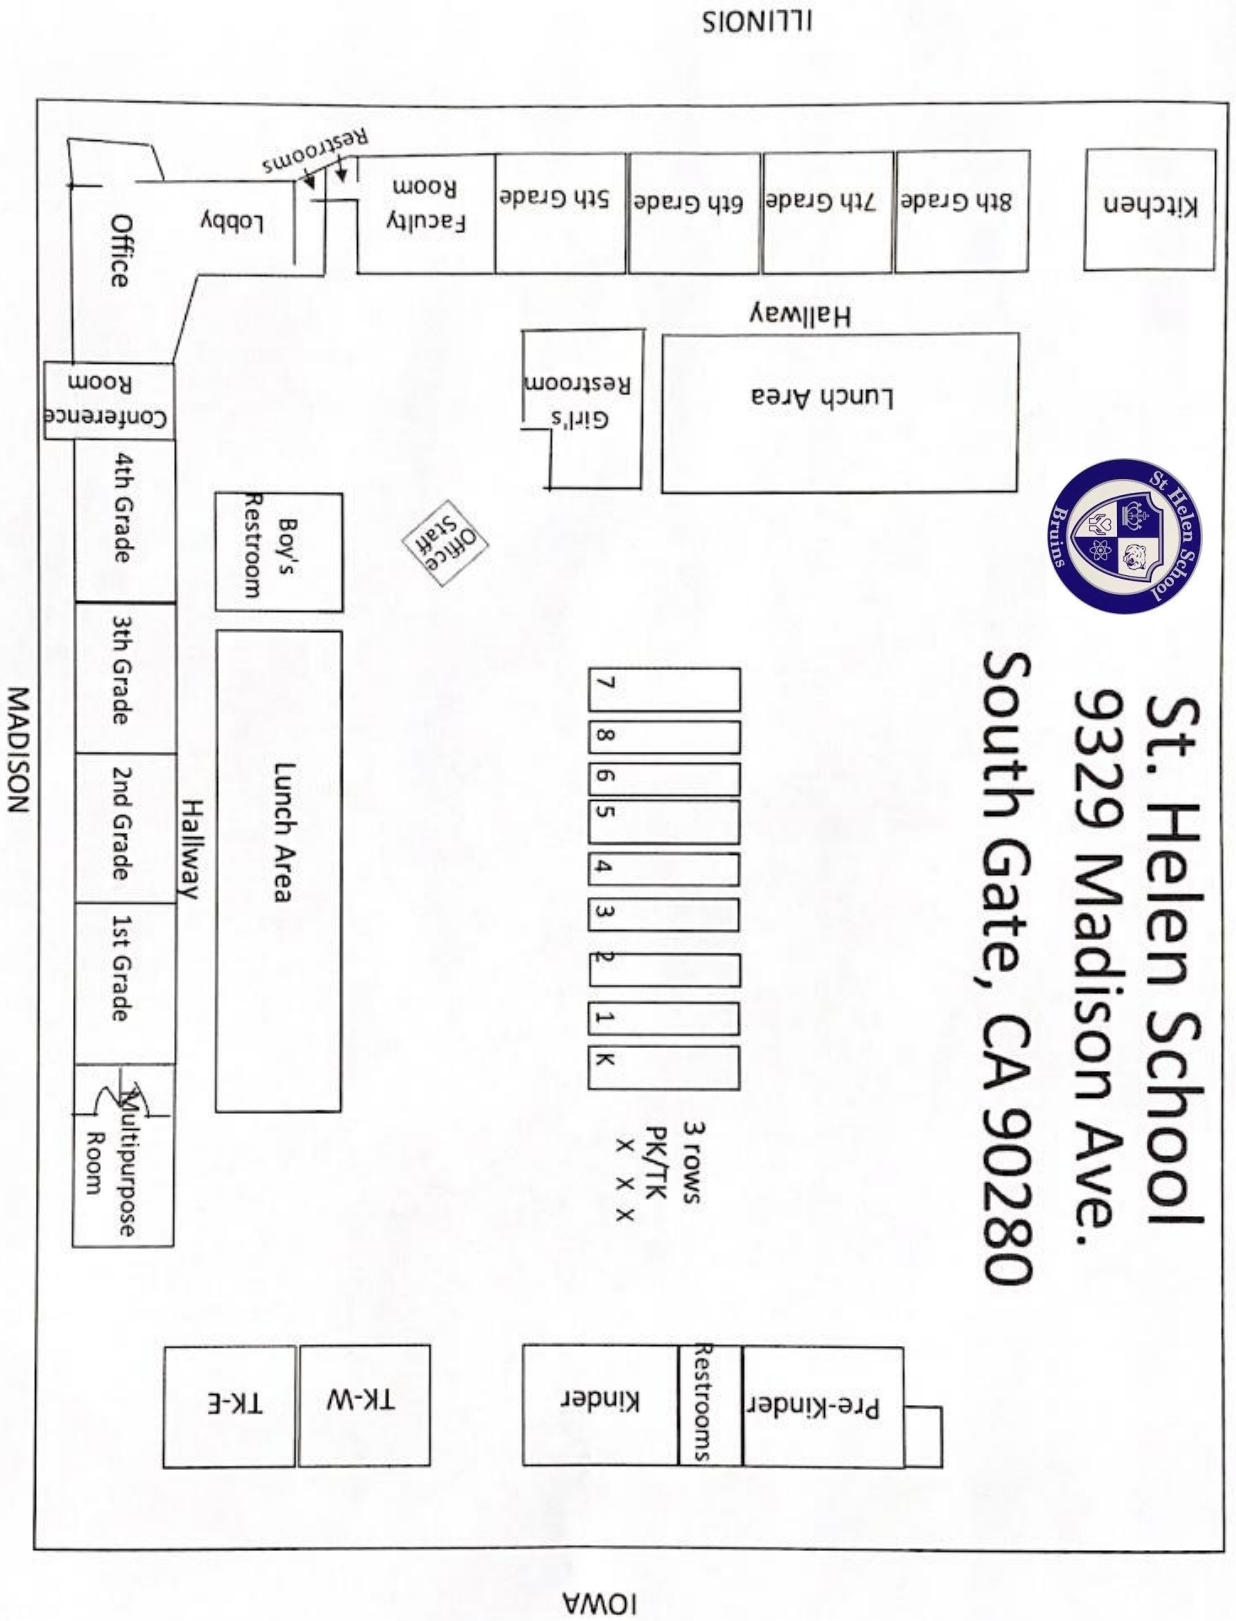 ILLINOIS
Restrooms
Office
Lobby
Faculty
Room
5th Grade
6th Grade
7th Grade
8th Grade
Kitchen
Hallway
Conference
Room
Girl's
Restroom
Lunch Area
4th Grade
Boy's
Restroom
Office
Staff
St Helen School
Bruins
St. Helen School
9329 Madison Ave.
South Gate, CA 90280
3th Grade
2nd Grade
1st Grade
Multipurpose
Room
Hallway
Lunch Area
MADISON
7
8
6
5
4
3
2
1
K
3 rows
PK/TK
X X X
TK-E
TK-W
Kinder
Restrooms
Pre-Kinder
IOWA